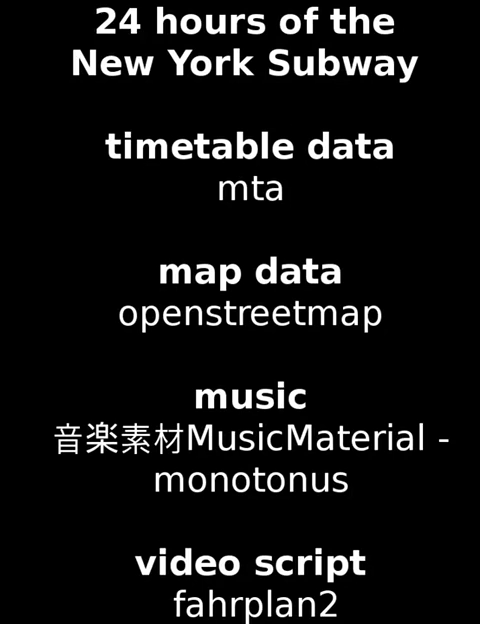 24 hours of the
New York Subway
timetable data
mta
map data
openstreetmap
music
音楽素材MusicMaterial -
monotonus
video script
fahrplan2